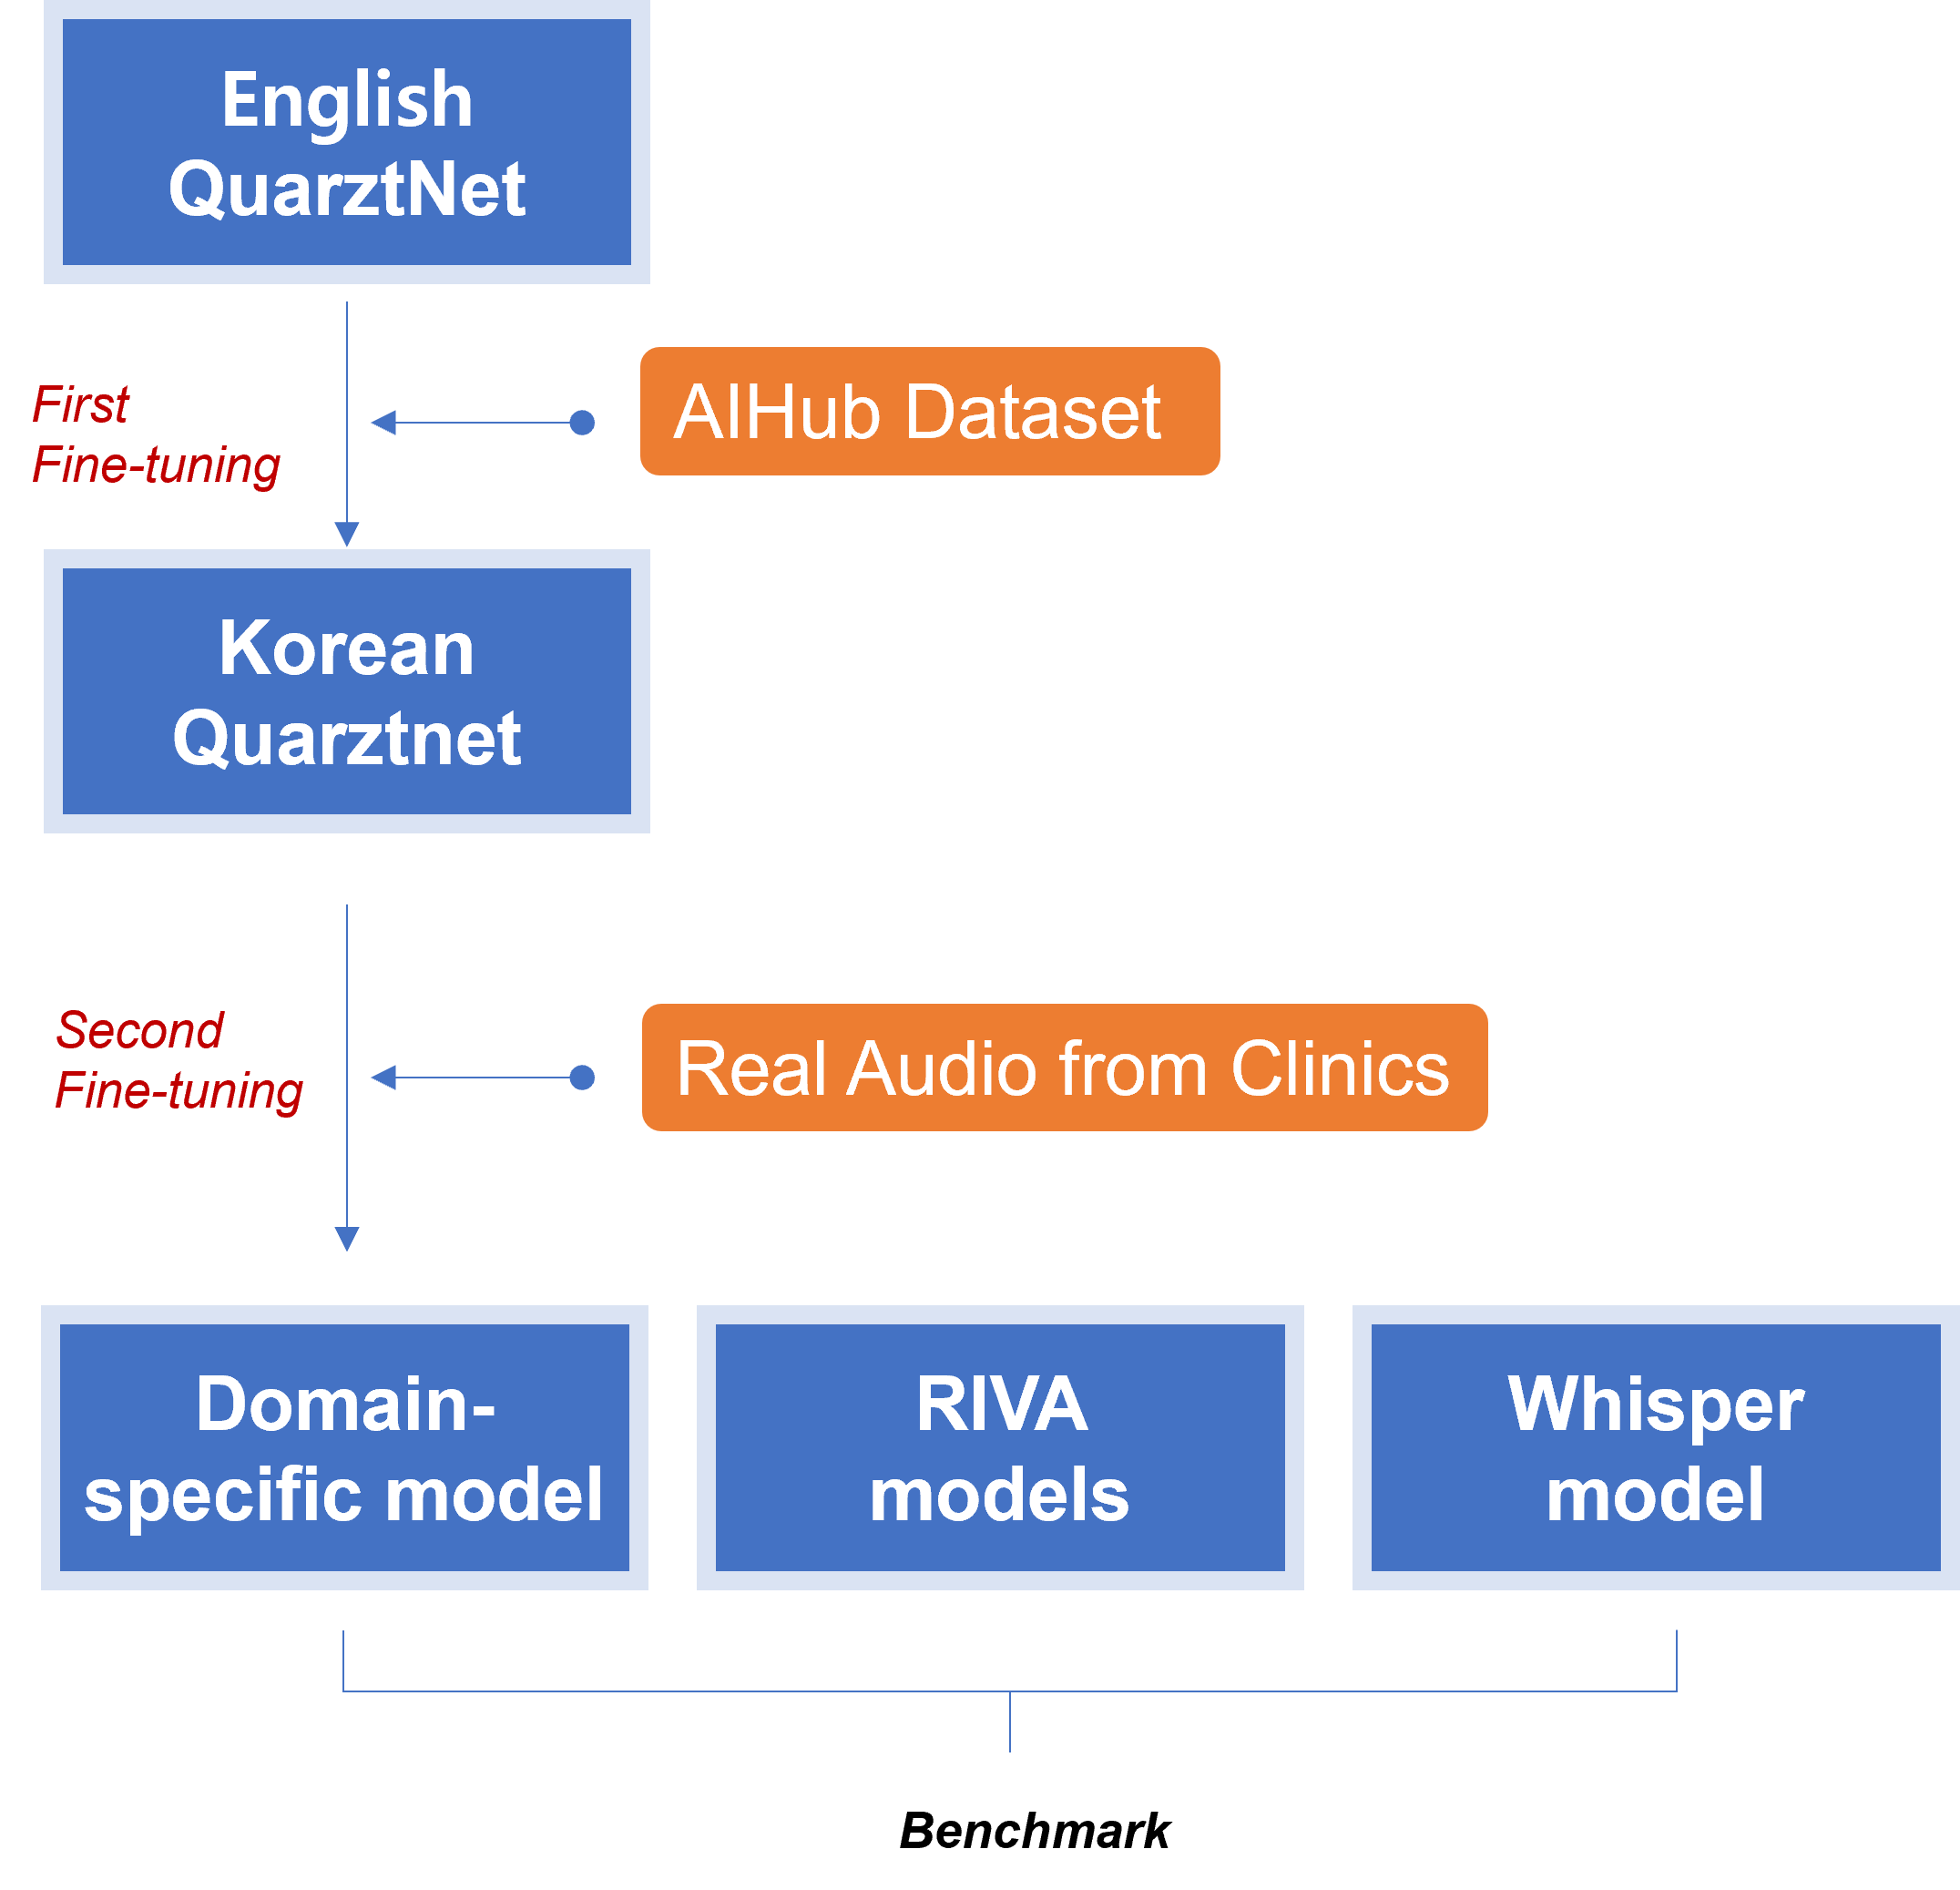 English
QuarztNet
First
Fine-tuning
AIHub Dataset
Korean
Quarztnet
Second
Fine-tuning
Real Audio from Clinics
Domain-
specific model
RIVA
models
Whisper
model
Benchmark